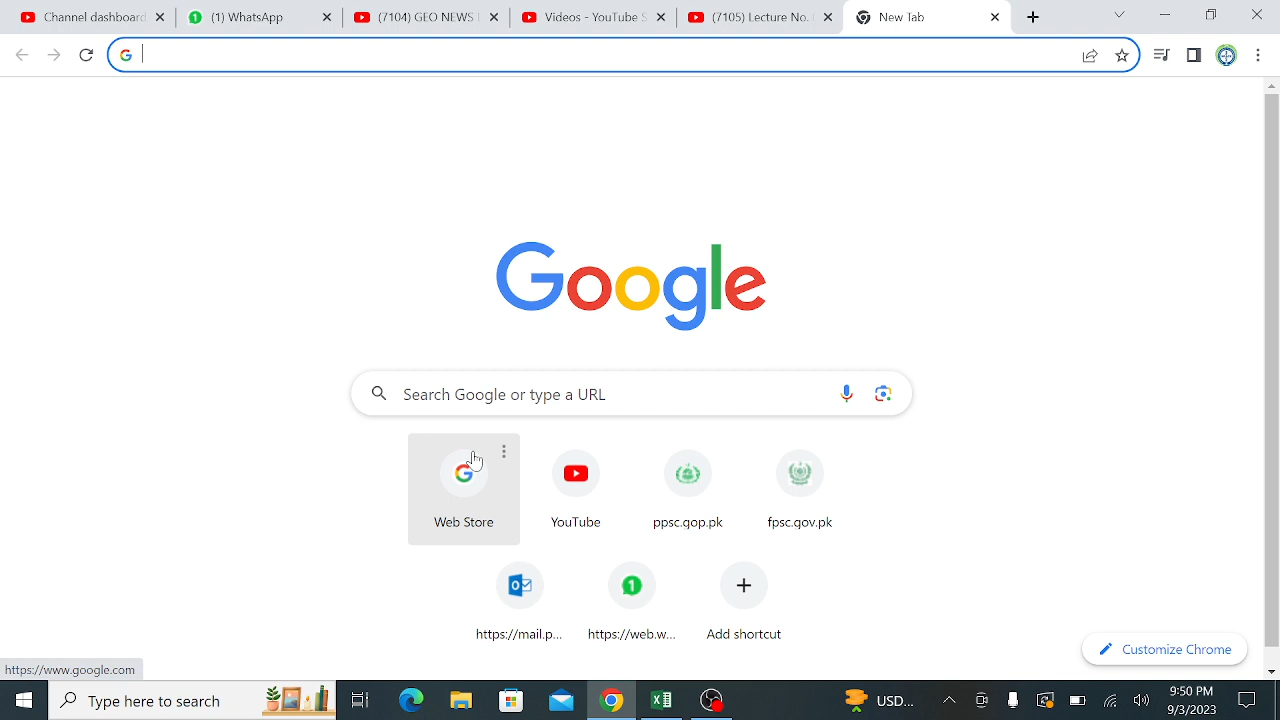 Channel dashboard
(1) WhatsApp
(7104) GEO NEWS
Videos - YouTube S
(7105) Lecture No.
New Tab
Google
Search Google or type a URL
Web Store
YouTube
ppsc.gop.pk
fpsc.gov.pk
https://mail.p...
https://web.w...
Add shortcut
Customize Chrome
https://www.google.com
Type here to search
USD...
9:50 PM
9/3/2023